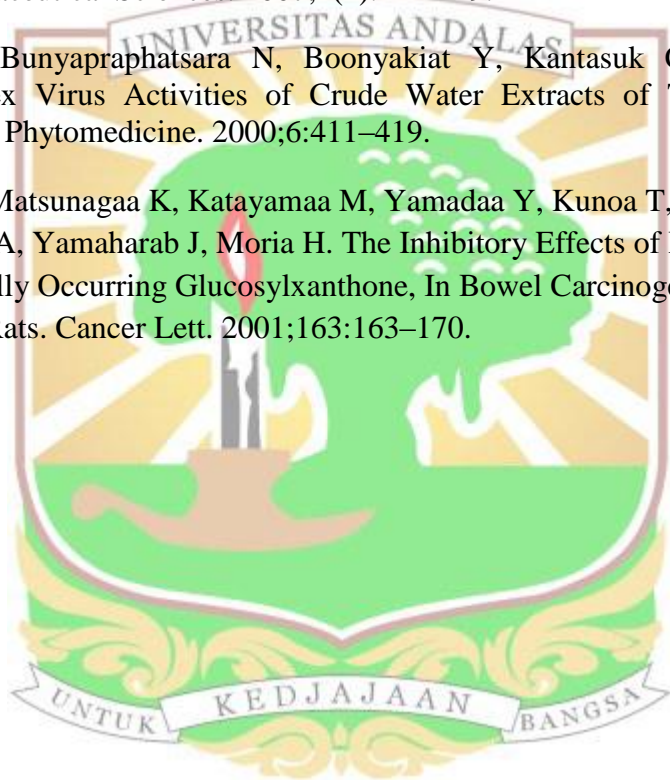 UNIVERSITAS ANDALAS
Bunyapraphatsara N, Boonyakiat Y, Kantasuk
ex Virus Activities of Crude Water Extracts of
Phytomedicine. 2000;6:411–419.
Matsunagaa K, Katayamaa M, Yamadaa Y, Kunoa T,
A, Yamaharab J, Moria H. The Inhibitory Effects of
lly Occurring Glucosylxanthone, In Bowel
Rats. Cancer Lett. 2001;163:163–170.
UNTUK KEDJAJAAN BANGSA